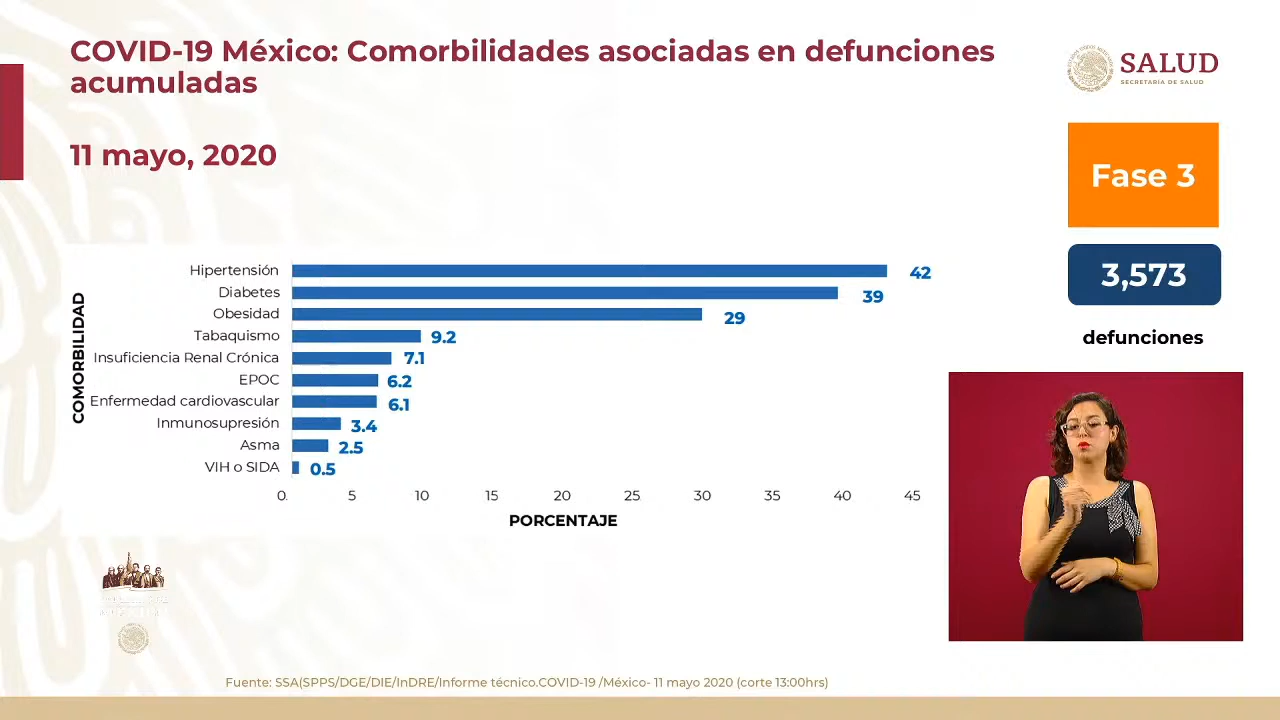 COVID-19 México: Comorbilidades asociadas en defunciones
acumuladas
11 mayo, 2020
SALUD
SECRETARÍA DE SALUD
Fase 3
3,573
defunciones
COMORBILIDAD
Hipertensión 42
Diabetes 39
Obesidad 29
Tabaquismo 9.2
Insuficiencia Renal Crónica 7.1
EPOC 6.2
Enfermedad cardiovascular 6.1
Inmunosupresión 3.4
Asma 2.5
VIH o SIDA 0.5
0 5 10 15 20 25 30 35 40 45
PORCENTAJE
Fuente: SSA(SPPS/DGE/DIE/InDRE/Informe técnico.COVID-19 /México- 11 mayo 2020 (corte 13:00hrs)